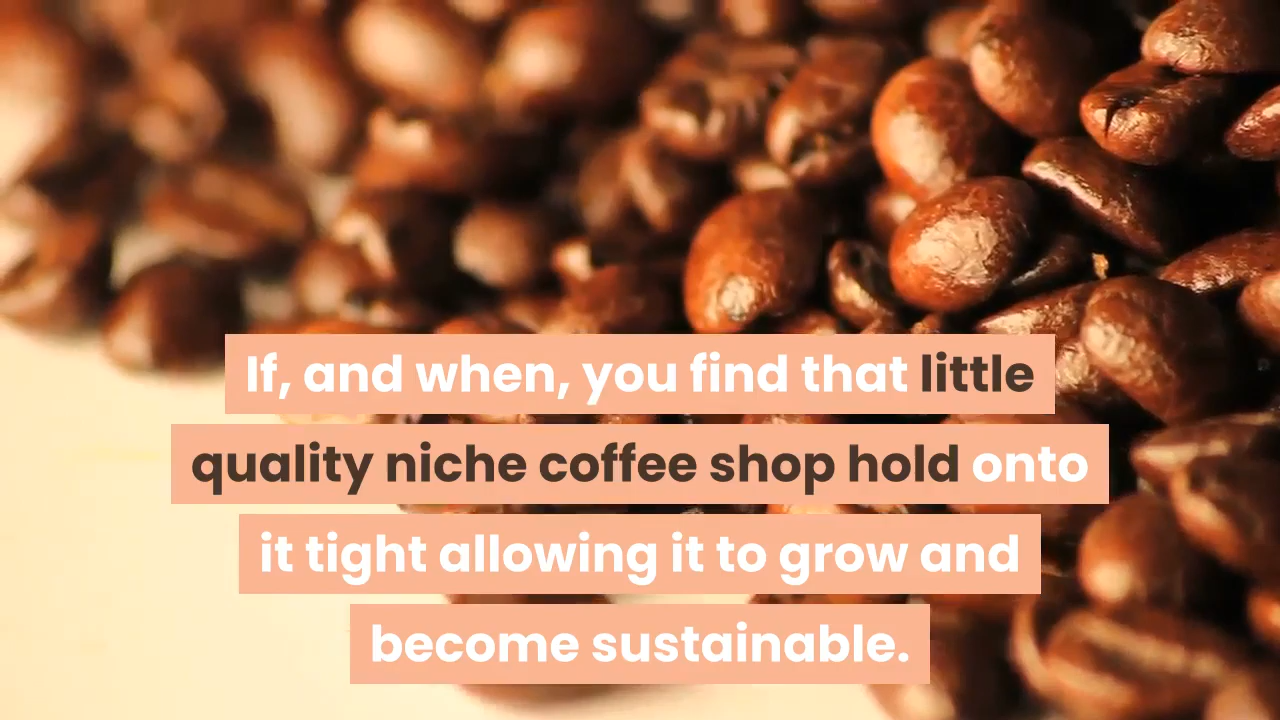 If, and when, you find that little
quality niche coffee shop hold onto
it tight allowing it to grow and
become sustainable.